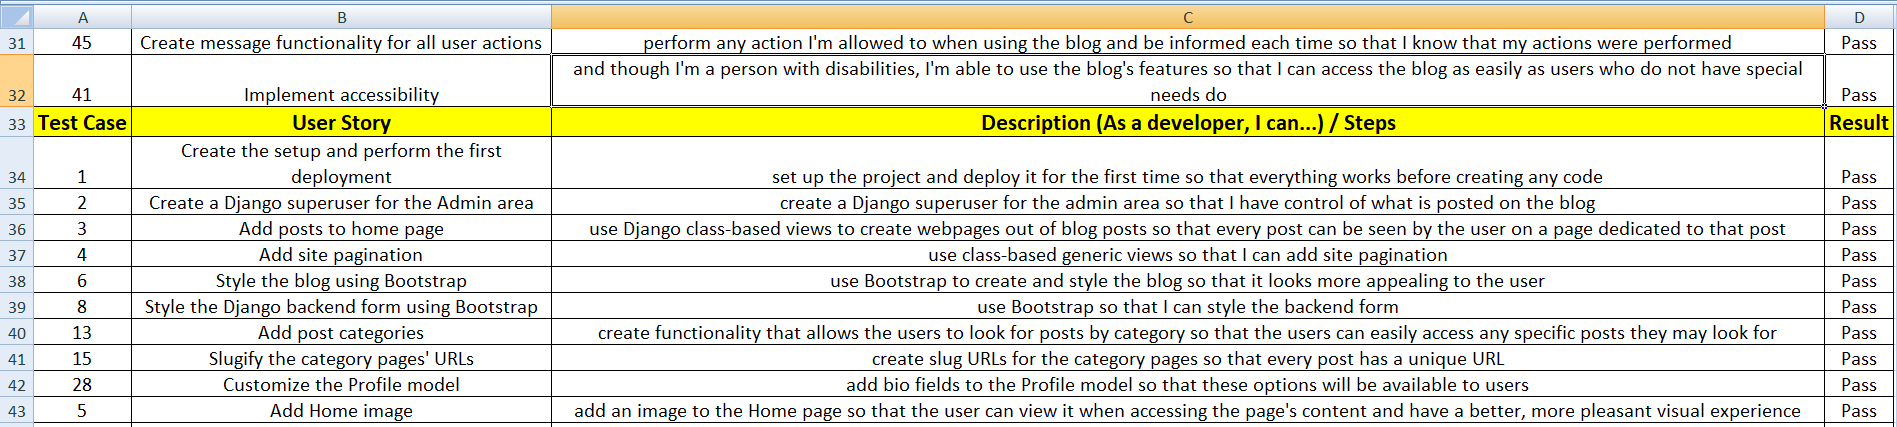 A B C D
31 45 Create message functionality for all user actions perform any action I'm allowed to when using the blog and be informed each time so that I know that my actions were performed Pass
and though I'm a person with disabilities, I'm able to use the blog's features so that I can access the blog as easily as users who do not have special
32 41 Implement accessibility needs do Pass
33 Test Case User Story Description (As a developer, I can...) / Steps Result
Create the setup and perform the first
34 1 deployment set up the project and deploy it for the first time so that everything works before creating any code Pass
35 2 Create a Django superuser for the Admin area create a Django superuser for the admin area so that I have control of what is posted on the blog Pass
36 3 Add posts to home page use Django class-based views to create webpages out of blog posts so that every post can be seen by the user on a page dedicated to that post Pass
37 4 Add site pagination use class-based generic views so that I can add site pagination Pass
38 6 Style the blog using Bootstrap use Bootstrap to create and style the blog so that it looks more appealing to the user Pass
39 8 Style the Django backend form using Bootstrap use Bootstrap so that I can style the backend form Pass
40 13 Add post categories create functionality that allows the users to look for posts by category so that the users can easily access any specific posts they may look for Pass
41 15 Slugify the category pages' URLs create slug URLs for the category pages so that every post has a unique URL Pass
42 28 Customize the Profile model add bio fields to the Profile model so that these options will be available to users Pass
43 5 Add Home image add an image to the Home page so that the user can view it when accessing the page's content and have a better, more pleasant visual experience Pass